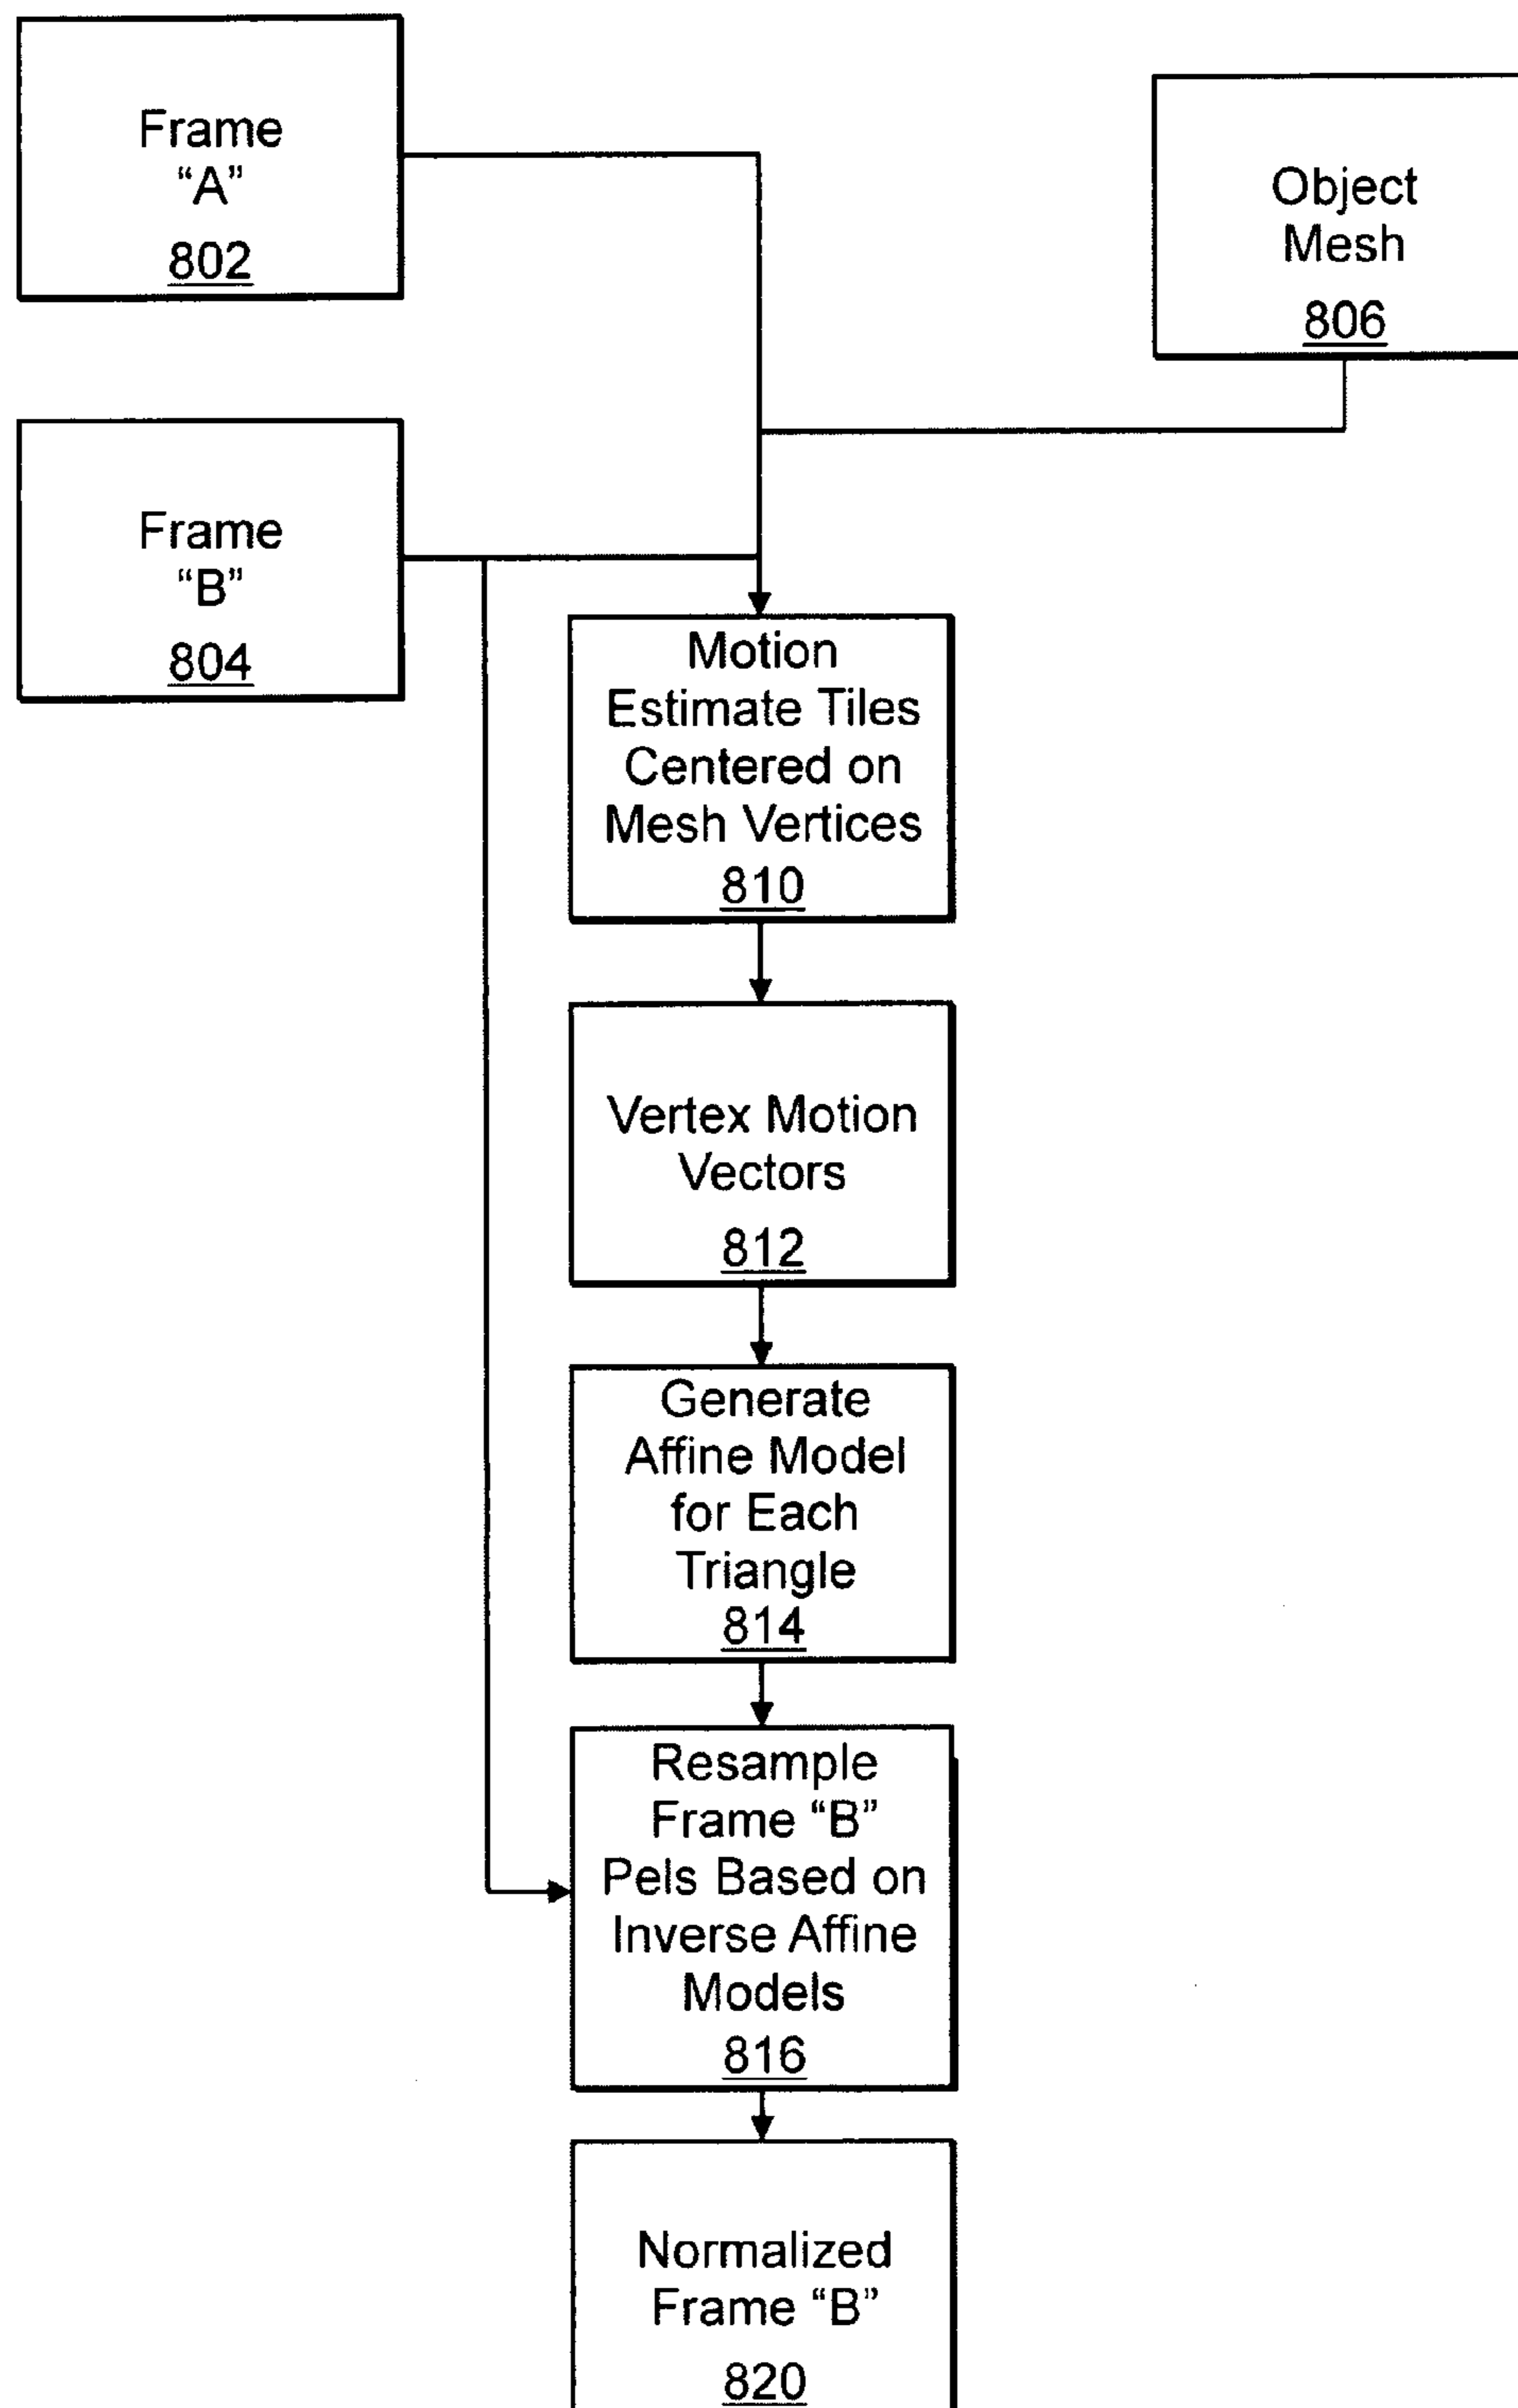 Frame
“A”
802
Object
Mesh
806
Frame
“B”
804
Motion
Estimate Tiles
Centered on
Mesh Vertices
810
Vertex Motion
Vectors
812
Generate
Affine Model
for Each
Triangle
814
Resample
Frame “B”
Pels Based on
Inverse Affine
Models
816
Normalized
Frame “B”
820